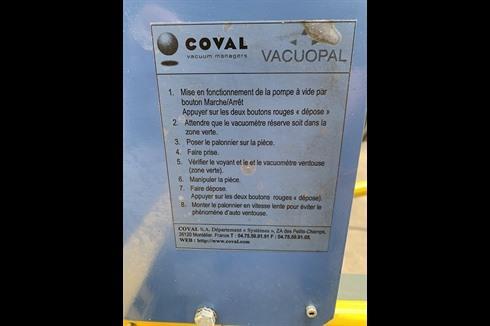 COVAL VACUOPAL
vacuum managers
1. Mise en fonctionnement de la pompe à vide par
bouton Marche/Arrêt
Appuyer sur les deux boutons rouges « dépose »
2. Attendre que le vacuomètre réserve soit dans la
zone verte.
3. Poser le palonnier sur la pièce.
4. Faire prise.
5. Vérifier le voyant et le et le vacuomètre ventouse
(zone verte).
6. Manipuler la pièce.
7. Faire dépose.
Appuyer sur les deux boutons rouges « dépose).
8. Monter le palonnier en vitesse lente pour éviter le
phénomène d'auto ventouse.
COVAL S.A. Département « Systèmes », ZA des Petits-Champs,
26120 Montélier. France T : 04.75.59.91.91 F : 04.75.59.91.05.
WEB : http://www.coval.com